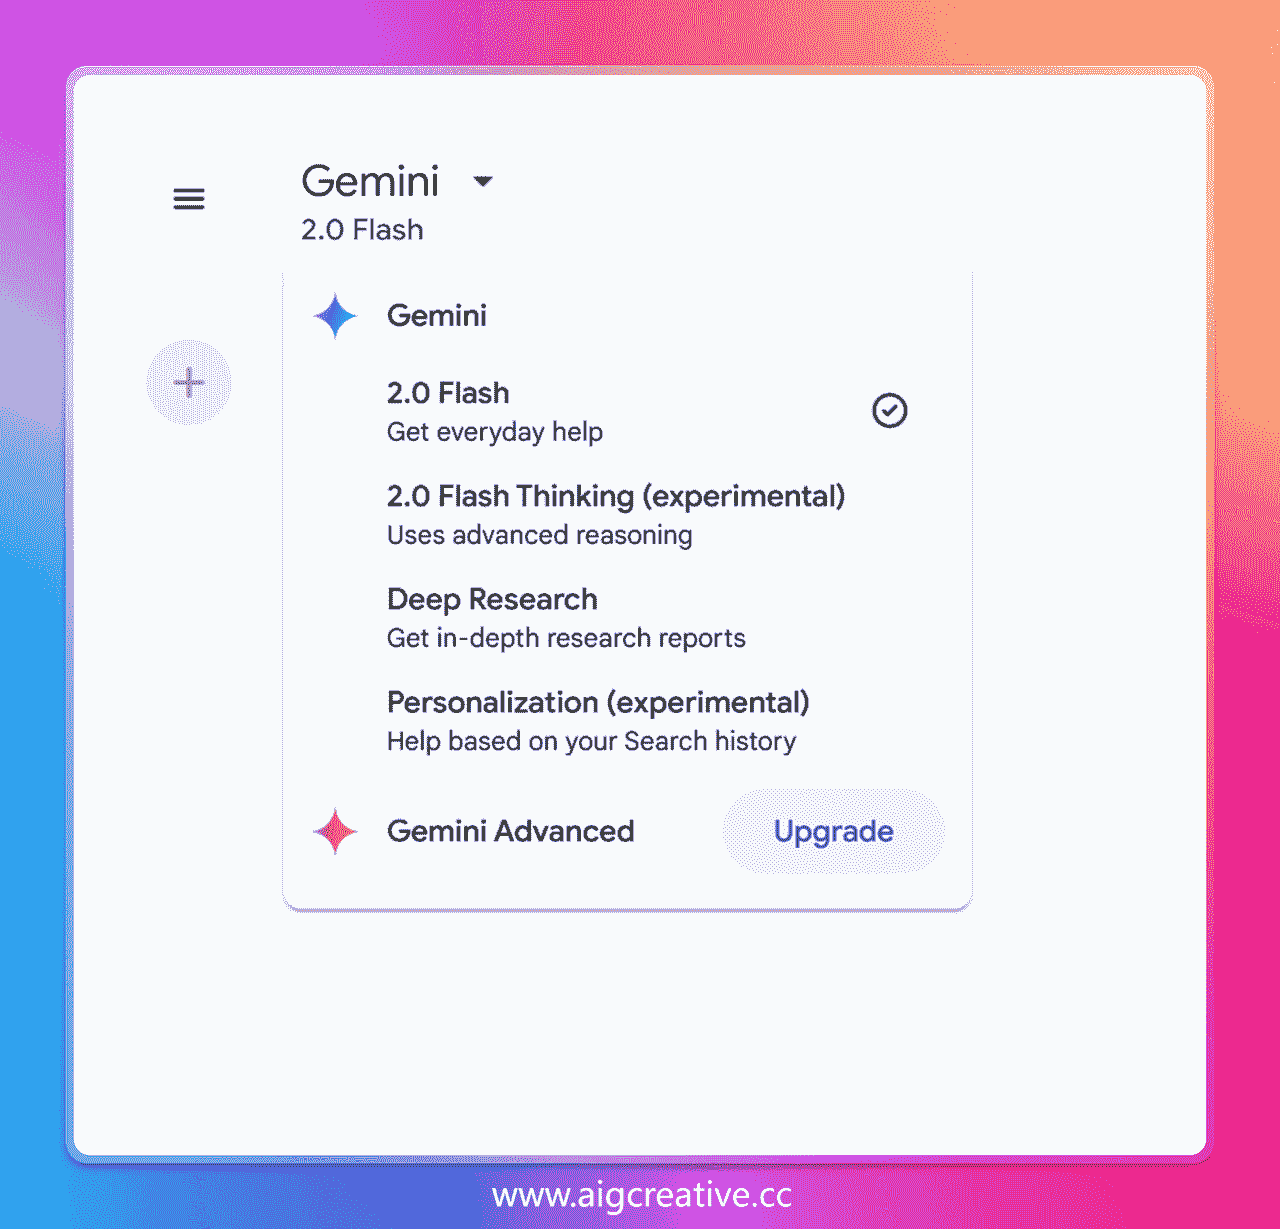 Gemini
2.0 Flash
Gemini
2.0 Flash
Get everyday help
2.0 Flash Thinking (experimental)
Uses advanced reasoning
Deep Research
Get in-depth research reports
Personalization (experimental)
Help based on your Search history
Gemini Advanced
Upgrade
www.aigcreative.cc